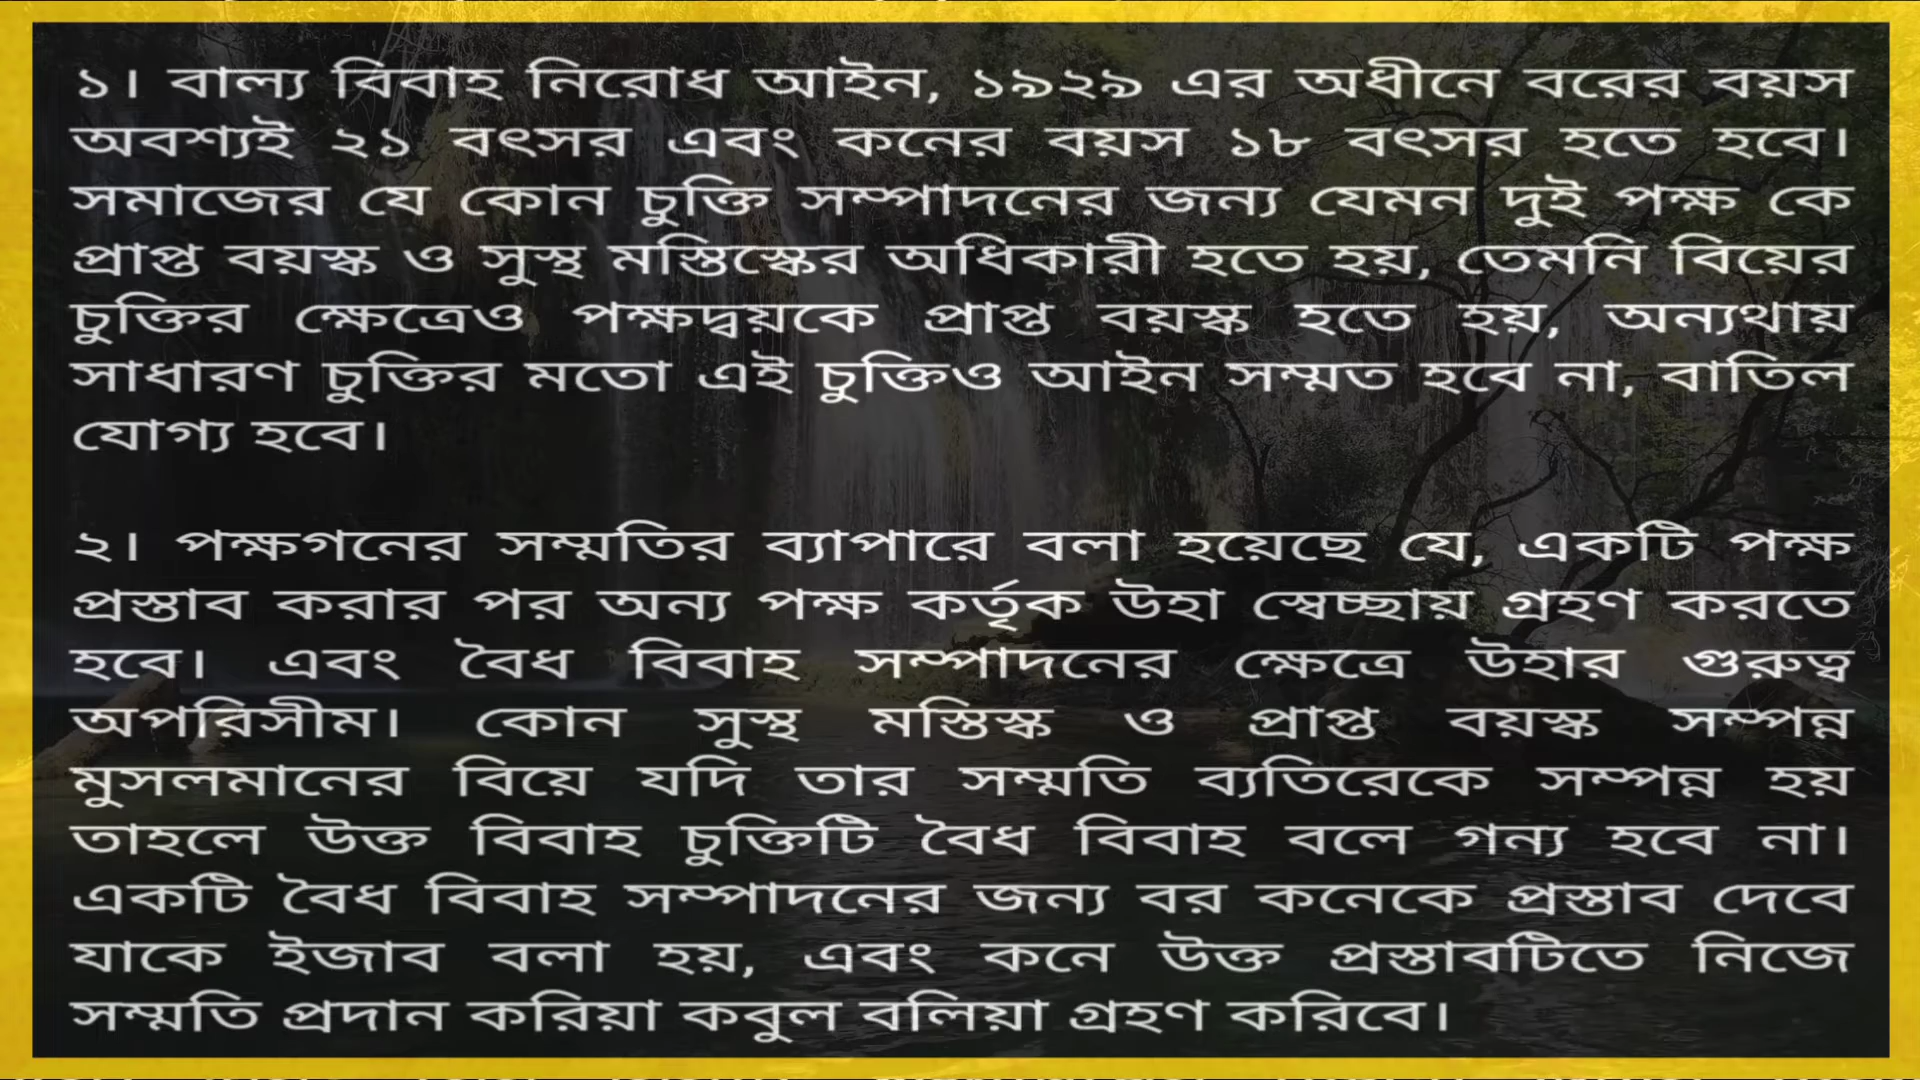 ১। বাল্য বিবাহ নিরোধ আইন, ১৯২৯ এর অধীনে বরের বয়স
অবশ্যই ২১ বৎসর এবং কনের বয়স ১৮ বৎসর হতে হবে।
সমাজের যে কোন চুক্তি সম্পাদনের জন্য যেমন দুই পক্ষ কে
প্রাপ্ত বয়স্ক ও সুস্থ মস্তিস্কের অধিকারী হতে হয়, তেমনি বিয়ের
চুক্তির ক্ষেত্রেও পক্ষদ্বয়কে প্রাপ্ত বয়স্ক হতে হয়, অন্যথায়
সাধারণ চুক্তির মতো এই চুক্তিও আইন সম্মত হবে না, বাতিল
যোগ্য হবে।
২। পক্ষগনের সম্মতির ব্যাপারে বলা হয়েছে যে, একটি পক্ষ
প্রস্তাব করার পর অন্য পক্ষ কর্তৃক উহা স্বেচ্ছায় গ্রহণ করতে
হবে। এবং বৈধ বিবাহ সম্পাদনের ক্ষেত্রে উহার গুরুত্ব
অপরিসীম। কোন সুস্থ মস্তিস্ক ও প্রাপ্ত বয়স্ক সম্পন্ন
মুসলমানের বিয়ে যদি তার সম্মতি ব্যতিরেকে সম্পন্ন হয়
তাহলে উক্ত বিবাহ চুক্তিটি বৈধ বিবাহ বলে গন্য হবে না।
একটি বৈধ বিবাহ সম্পাদনের জন্য বর কনেকে প্রস্তাব দেবে
যাকে ইজাব বলা হয়, এবং কনে উক্ত প্রস্তাবটিতে নিজে
সম্মতি প্রদান করিয়া কবুল বলিয়া গ্রহণ করিবে।